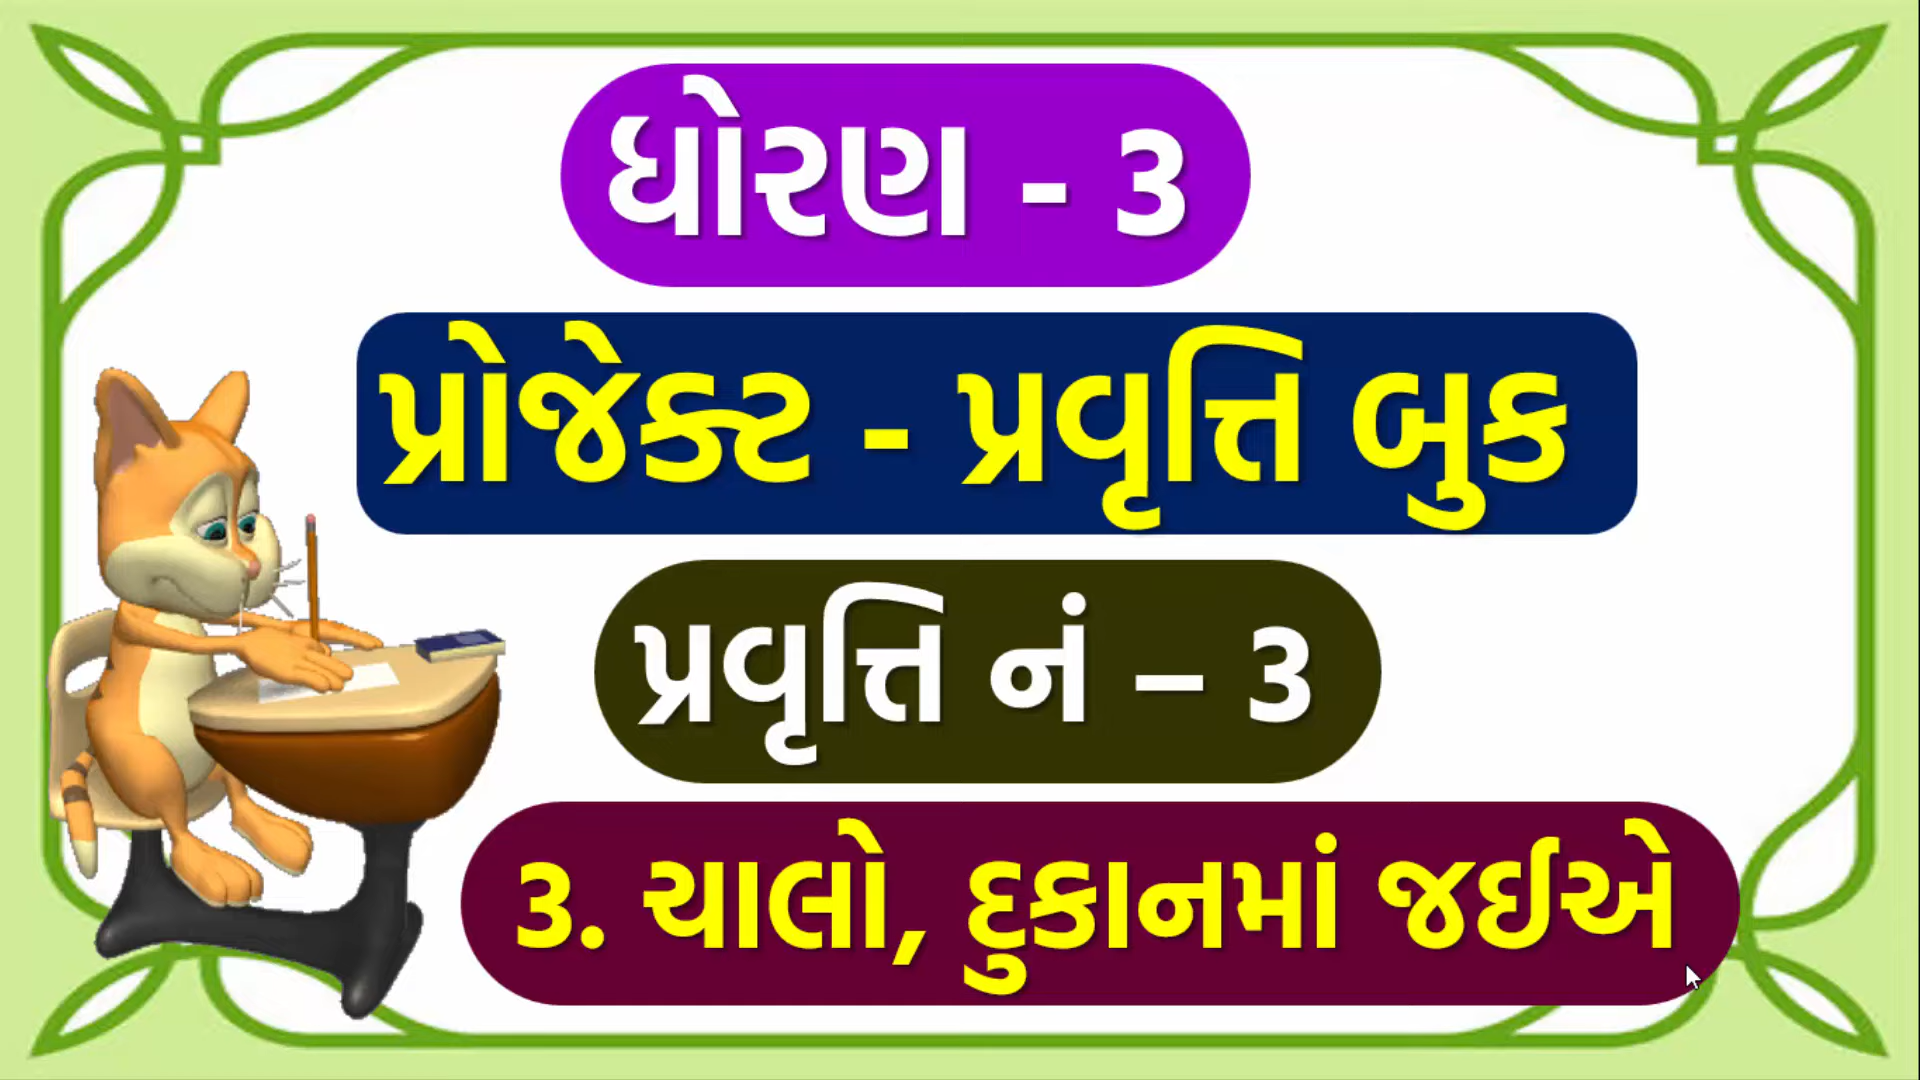 ધોરણ - 3
પ્રોજેક્ટ - પ્રવૃત્તિ બુક
પ્રવૃત્તિ નં – 3
3. ચાલો, દુકાનમાં જઈએ